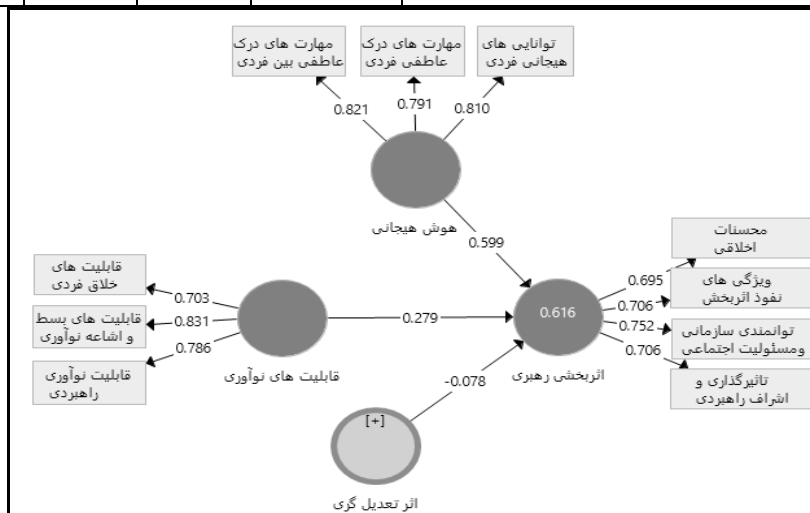 مهارت های درک
عاطفی بین فردی
مهارت های درک
عاطفی فردی
توانایی های
هیجانی فردی
0.821
0.791
0.810
هوش هیجانی
0.599
محسنات
اخلاقی
ویژگی های
نفوذ اثربخش
توانمندی سازمانی
ومسئولیت اجتماعی
تاثیرگذاری و
اشراف راهبردی
0.695
0.706
0.752
0.706
0.616
اثربخشی رهبری
قابلیت های
خلاق فردی
قابلیت های بسط
و اشاعه نوآوری
قابلیت نوآوری
راهبردی
0.703
0.831
0.786
قابلیت های نوآوری
0.279
-0.078
[+]
اثر تعدیل گری